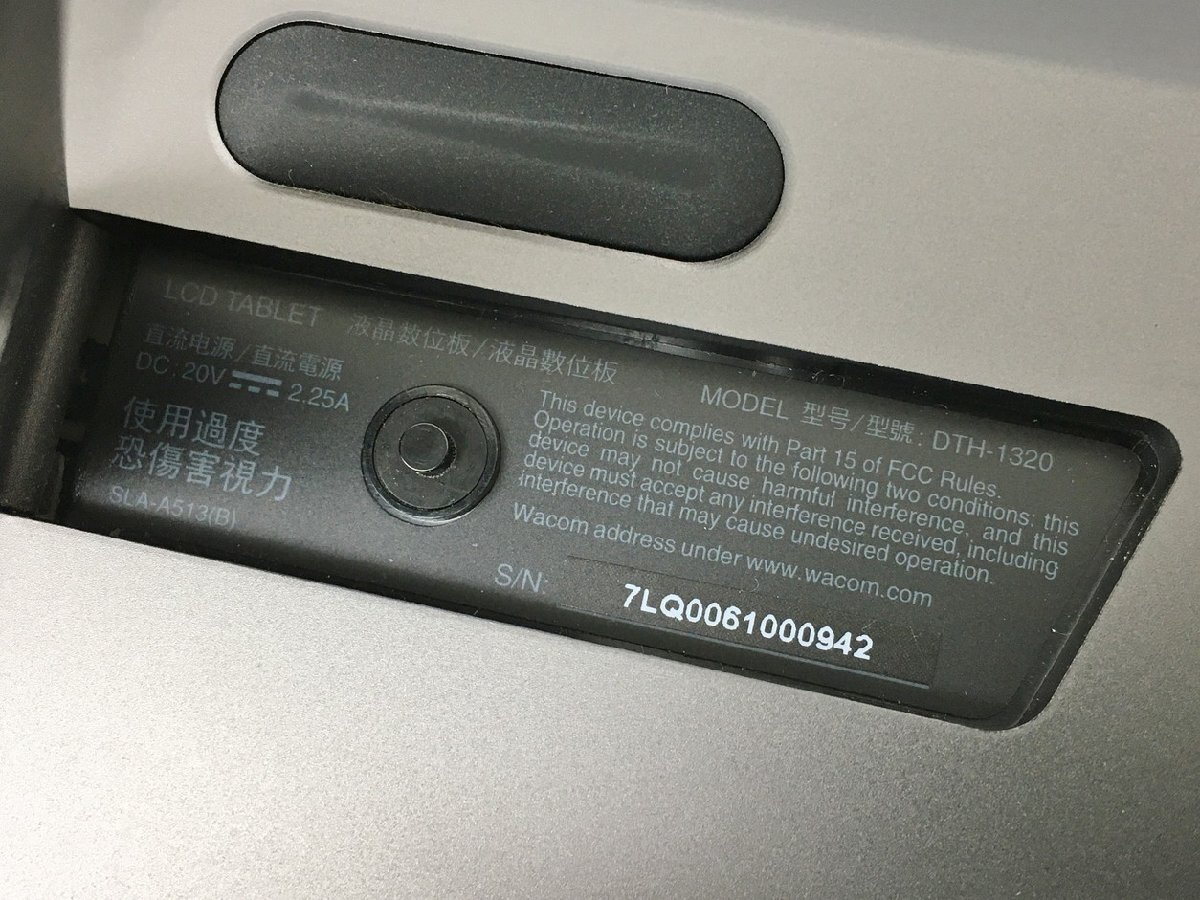 LCD TABLET 液晶數位板/液晶數位板
直流电源/直流電源
DC. 20V 2.25A
使用過度
恐傷害視力
SLA-A513(B)
MODEL 型号/型號: DTH-1320
This device complies with Part 15 of FCC Rules.
Operation is subject to the following two conditions: this
device may not cause harmful interference, and this
device must accept any interference received, including
interference that may cause undesired operation.
Wacom address under www.wacom.com
S/N:
7LQ0061000942